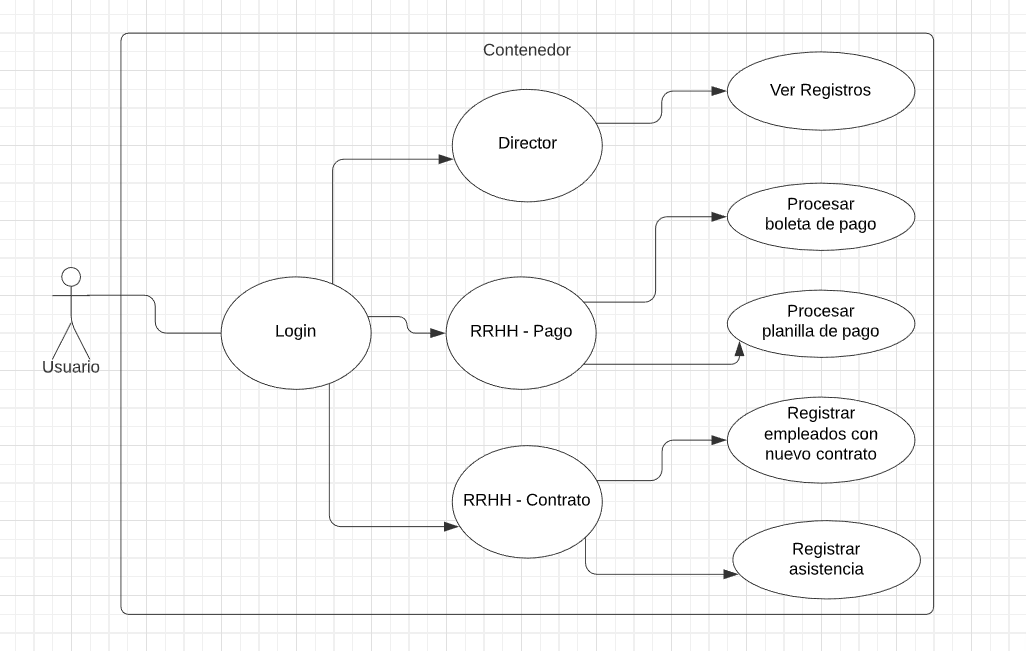 Contenedor
Ver Registros
Director
Procesar
boleta de pago
Procesar
planilla de pago
Login
RRHH - Pago
Usuario
Registrar
empleados con
nuevo contrato
RRHH - Contrato
Registrar
asistencia